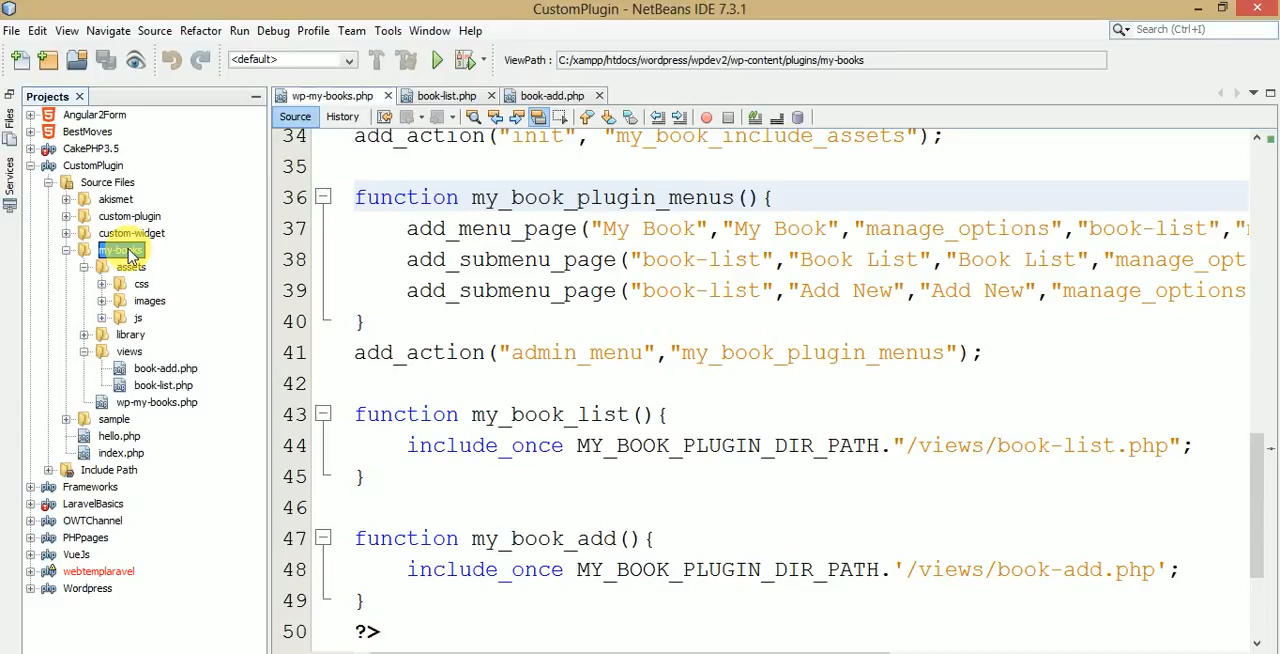 CustomPlugin - NetBeans IDE 7.3.1
File Edit View Navigate Source Refactor Run Debug Profile Team Tools Window Help
Search (Ctrl+I)
<default>
ViewPath : C:/xampp/htdocs/wordpress/wpdev2/wp-content/plugins/my-books
Files
Services
Projects
Angular2Form
BestMoves
CakePHP3.5
CustomPlugin
Source Files
akismet
custom-plugin
custom-widget
my-books
assets
css
images
js
library
views
book-add.php
book-list.php
wp-my-books.php
sample
hello.php
index.php
Include Path
Frameworks
LaravelBasics
OWTChannel
PHPpages
VueJs
webtemplaravel
Wordpress
wp-my-books.php book-list.php book-add.php
Source History
34 add_action("init", "my_book_include_assets");
35
36 function my_book_plugin_menus(){
37 add_menu_page("My Book","My Book","manage_options","book-list","
38 add_submenu_page("book-list","Book List","Book List","manage_opt
39 add_submenu_page("book-list","Add New","Add New","manage_options
40 }
41 add_action("admin_menu","my_book_plugin_menus");
42
43 function my_book_list(){
44 include_once MY_BOOK_PLUGIN_DIR_PATH."/views/book-list.php";
45 }
46
47 function my_book_add(){
48 include_once MY_BOOK_PLUGIN_DIR_PATH.'/views/book-add.php';
49 }
50 ?>